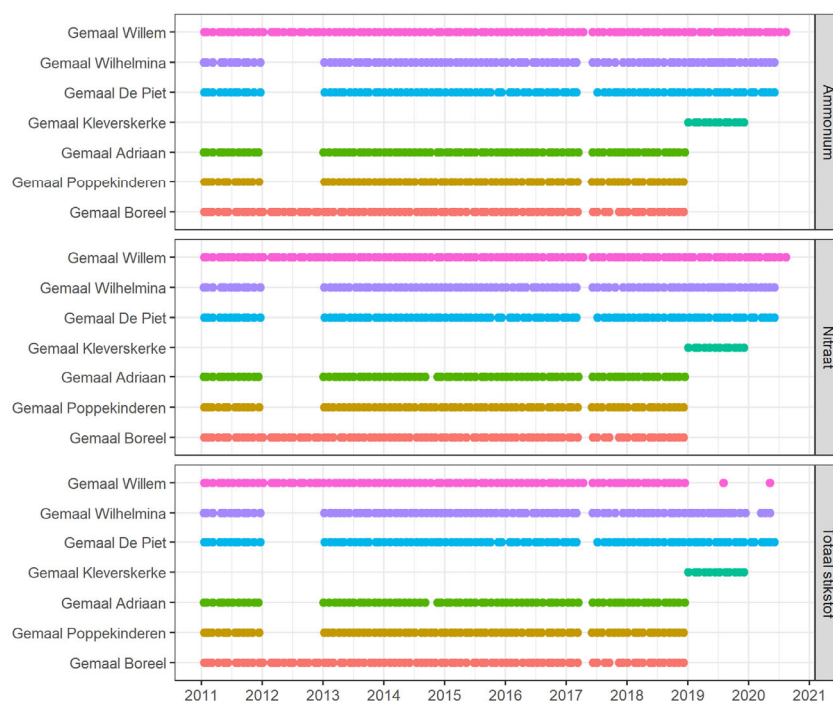 Gemaal Willem
Gemaal Wilhelmina
Gemaal De Piet
Gemaal Kleverskerke
Gemaal Adriaan
Gemaal Poppekinderen
Gemaal Boreel
Ammonium
Gemaal Willem
Gemaal Wilhelmina
Gemaal De Piet
Gemaal Kleverskerke
Gemaal Adriaan
Gemaal Poppekinderen
Gemaal Boreel
Nitraat
Gemaal Willem
Gemaal Wilhelmina
Gemaal De Piet
Gemaal Kleverskerke
Gemaal Adriaan
Gemaal Poppekinderen
Gemaal Boreel
Totaal stikstof
2011 2012 2013 2014 2015 2016 2017 2018 2019 2020 2021